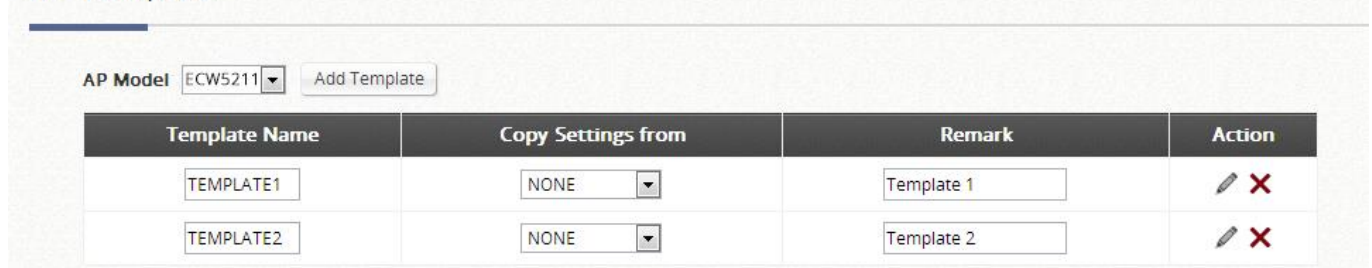 AP Model ECW5211 Add Template
Template Name Copy Settings from Remark Action
TEMPLATE1 NONE Template 1
TEMPLATE2 NONE Template 2